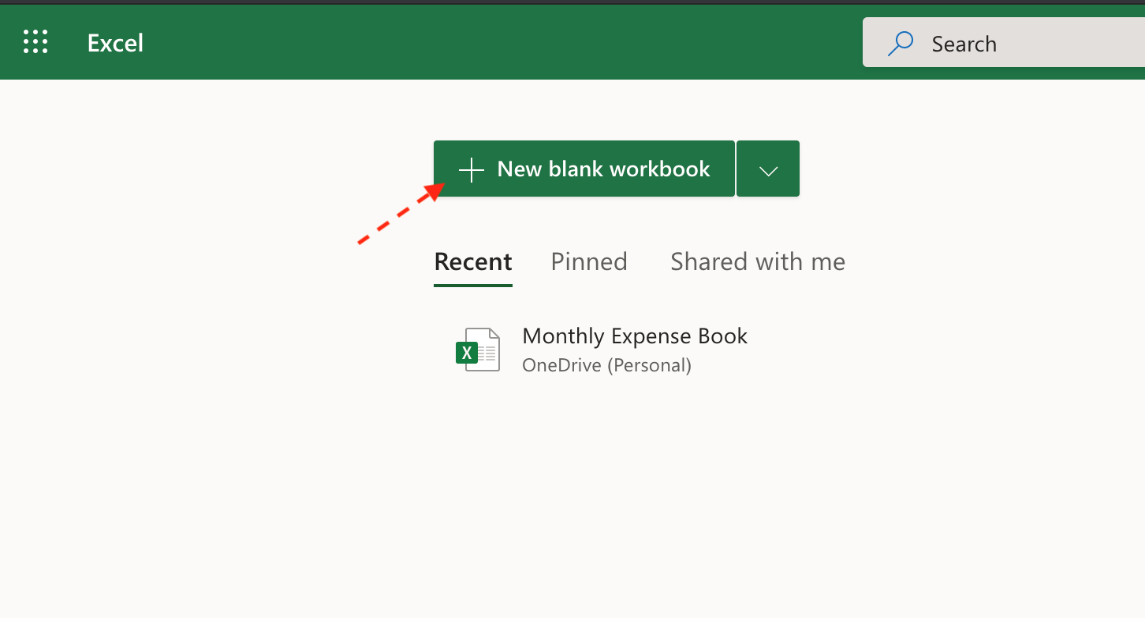 Excel
Search
New blank workbook
Recent Pinned Shared with me
Monthly Expense Book
X
OneDrive (Personal)